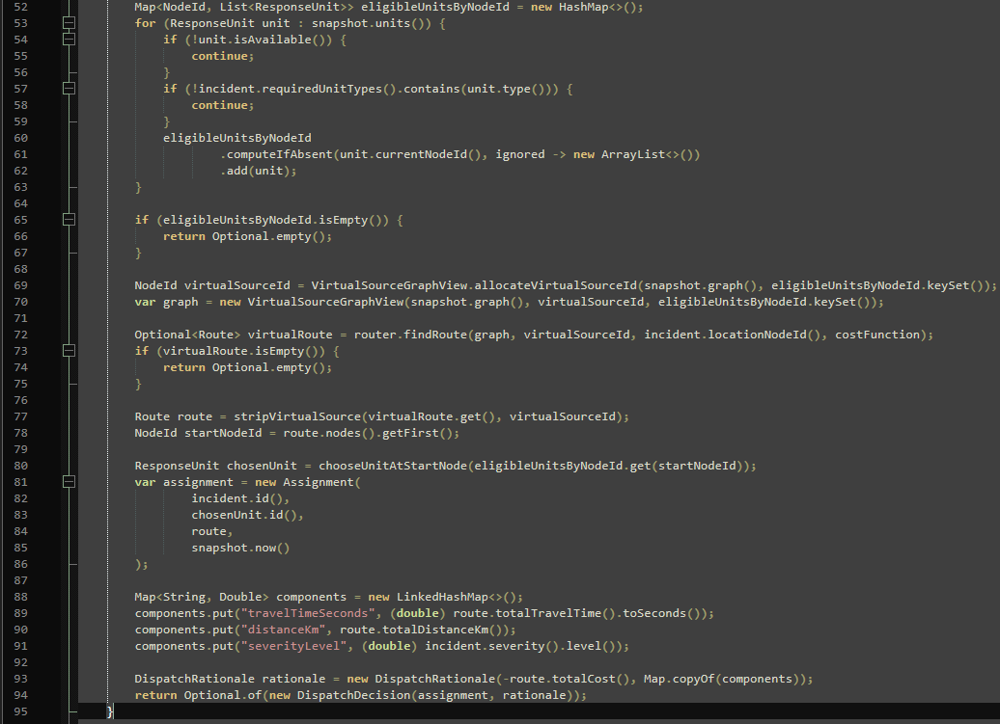 52 Map<NodeId, List<ResponseUnit>> eligibleUnitsByNodeId = new HashMap<>();
53 for (ResponseUnit unit : snapshot.units()) {
54 if (!unit.isAvailable()) {
55 continue;
56 }
57 if (!incident.requiredUnitTypes().contains(unit.type())) {
58 continue;
59 }
60 eligibleUnitsByNodeId
61 .computeIfAbsent(unit.currentNodeId(), ignored -> new ArrayList<>())
62 .add(unit);
63 }
64
65 if (eligibleUnitsByNodeId.isEmpty()) {
66 return Optional.empty();
67 }
68
69 NodeId virtualSourceId = VirtualSourceGraphView.allocateVirtualSourceId(snapshot.graph(), eligibleUnitsByNodeId.keySet());
70 var graph = new VirtualSourceGraphView(snapshot.graph(), virtualSourceId, eligibleUnitsByNodeId.keySet());
71
72 Optional<Route> virtualRoute = router.findRoute(graph, virtualSourceId, incident.locationNodeId(), costFunction);
73 if (virtualRoute.isEmpty()) {
74 return Optional.empty();
75 }
76
77 Route route = stripVirtualSource(virtualRoute.get(), virtualSourceId);
78 NodeId startNodeId = route.nodes().getFirst();
79
80 ResponseUnit chosenUnit = chooseUnitAtStartNode(eligibleUnitsByNodeId.get(startNodeId));
81 var assignment = new Assignment(
82 incident.id(),
83 chosenUnit.id(),
84 route,
85 snapshot.now()
86 );
87
88 Map<String, Double> components = new LinkedHashMap<>();
89 components.put("travelTimeSeconds", (double) route.totalTravelTime().toSeconds());
90 components.put("distanceKm", route.totalDistanceKm());
91 components.put("severityLevel", (double) incident.severity().level());
92
93 DispatchRationale rationale = new DispatchRationale(-route.totalCost(), Map.copyOf(components));
94 return Optional.of(new DispatchDecision(assignment, rationale));
95 }